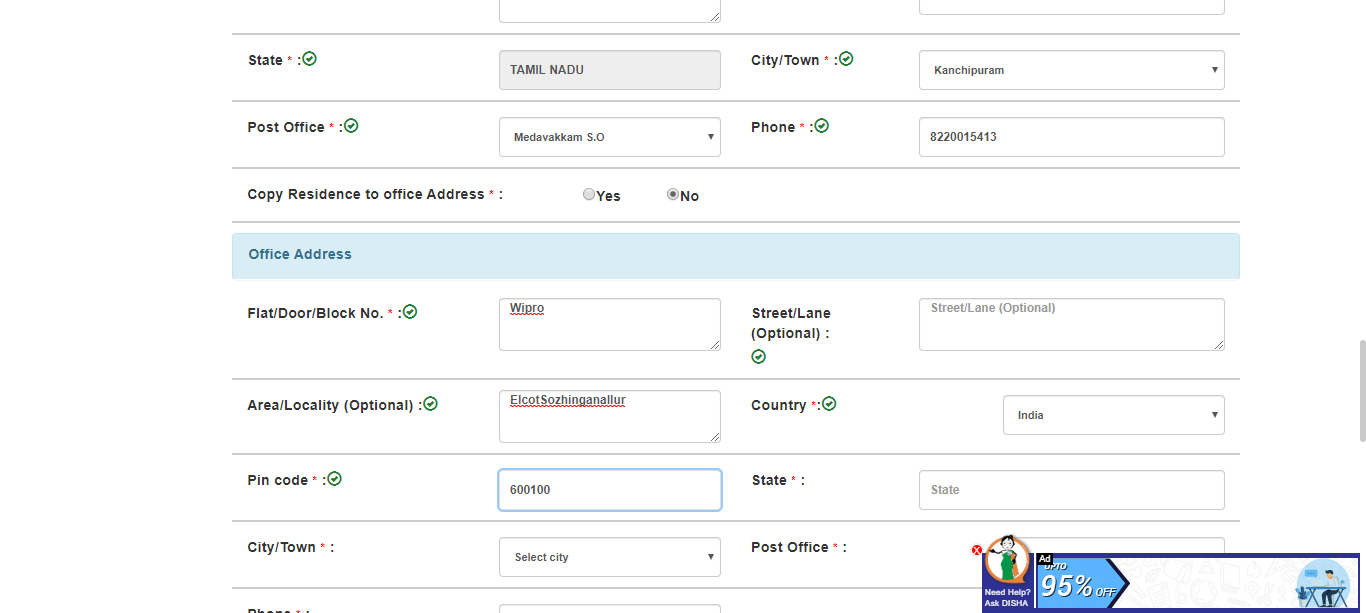 State * :
TAMIL NADU
City/Town * :
Kanchipuram
Post Office * :
Medavakkam S.O
Phone * :
8220015413
Copy Residence to office Address * :
Yes
No
Office Address
Flat/Door/Block No. * :
Wipro
Street/Lane
(Optional) :
Street/Lane (Optional)
Area/Locality (Optional) :
ElcotSozhinganallur
Country *:
India
Pin code * :
600100
State * :
State
City/Town * :
Select city
Post Office * :
X
Ad
UPTO
95% OFF
Need Help?
Ask DISHA
Phone * :